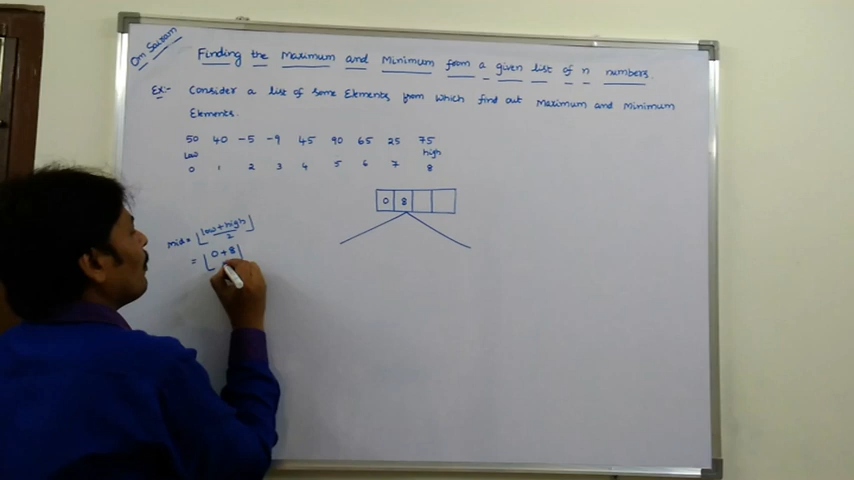 Om Sairam
Finding the Maximum and Minimum from a given list of n numbers.
Ex:- Consider a list of some Elements from which find out Maximum and Minimum
Elements.
50 40 -5 -9 45 90 65 25 75
Low high
0 1 2 3 4 5 6 7 8
0 8
mid = ⌊low+high/2⌋
= ⌊0+8⌋